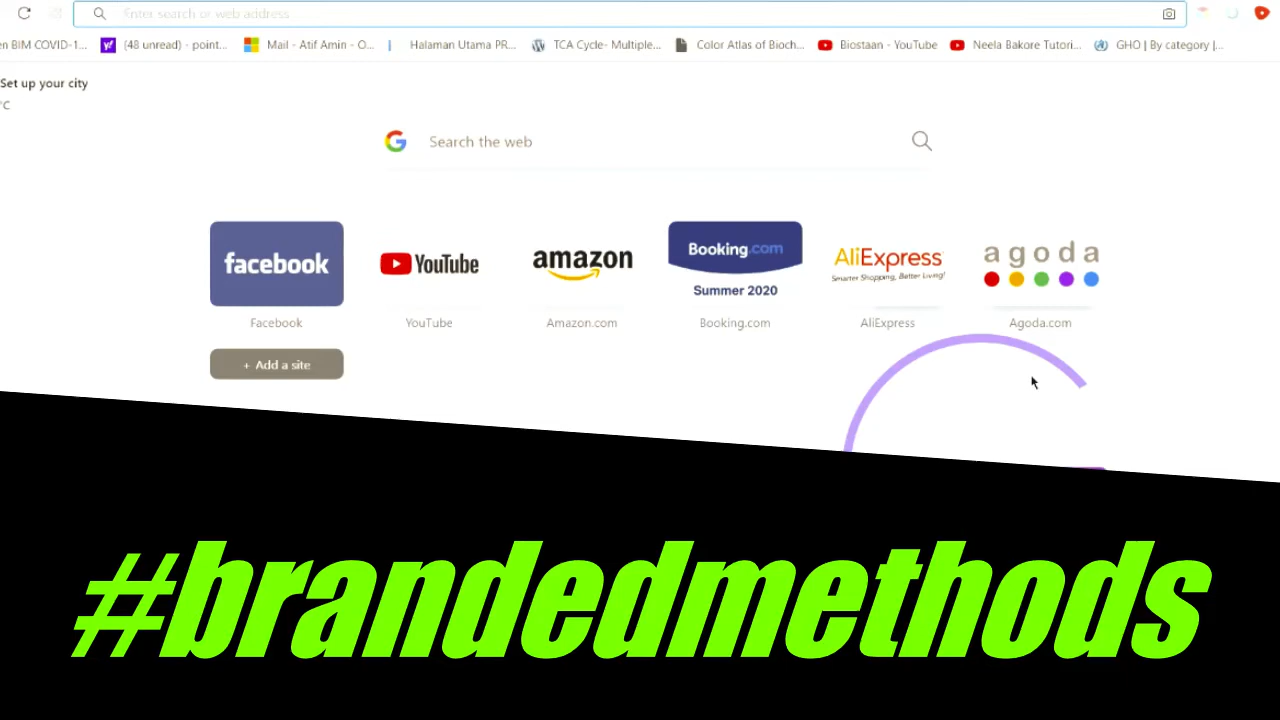 Enter search or web address
en BIM COVID-1... (48 unread) - point... Mail - Atif Amin - O... Halaman Utama PR... TCA Cycle- Multiple... Color Atlas of Bioch... Biostaan - YouTube Neela Bakore Tutori... GHO | By category |...
Set up your city
°C
Search the web
facebook YouTube amazon Booking.com AliExpress agoda
Smarter Shopping, Better Living!
Summer 2020
Facebook YouTube Amazon.com Booking.com AliExpress Agoda.com
+ Add a site
#brandedmethods